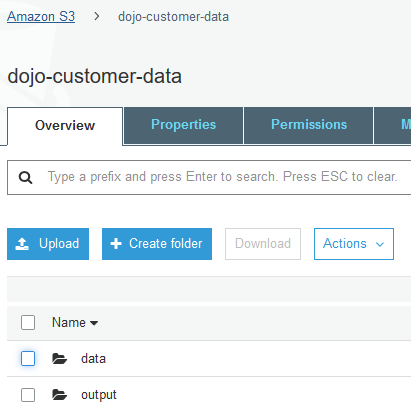 Amazon S3 > dojo-customer-data
dojo-customer-data
Overview Properties Permissions M
Type a prefix and press Enter to search. Press ESC to clear.
Upload + Create folder Download Actions
Name
data
output